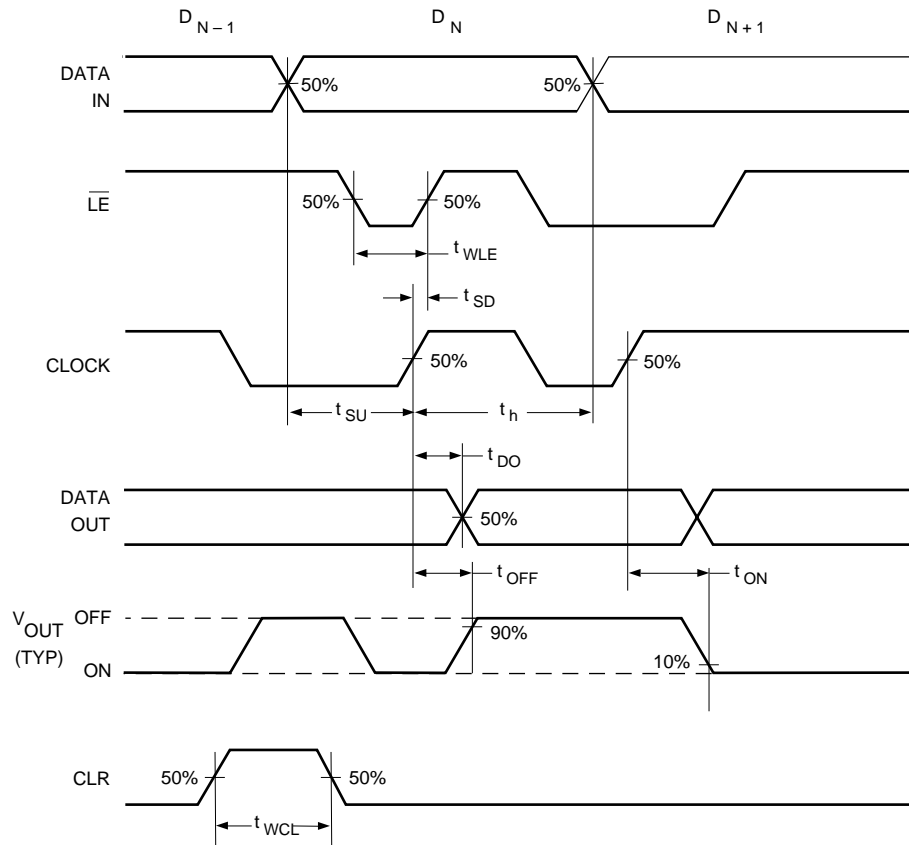 D N – 1 D N D N + 1
DATA IN 50% 50%
LE 50% 50%
t WLE
t SD
CLOCK 50% 50%
t SU t h
t DO
DATA OUT 50%
t OFF t ON
V OUT (TYP) OFF 90%
ON 10%
CLR 50% 50%
t WCL